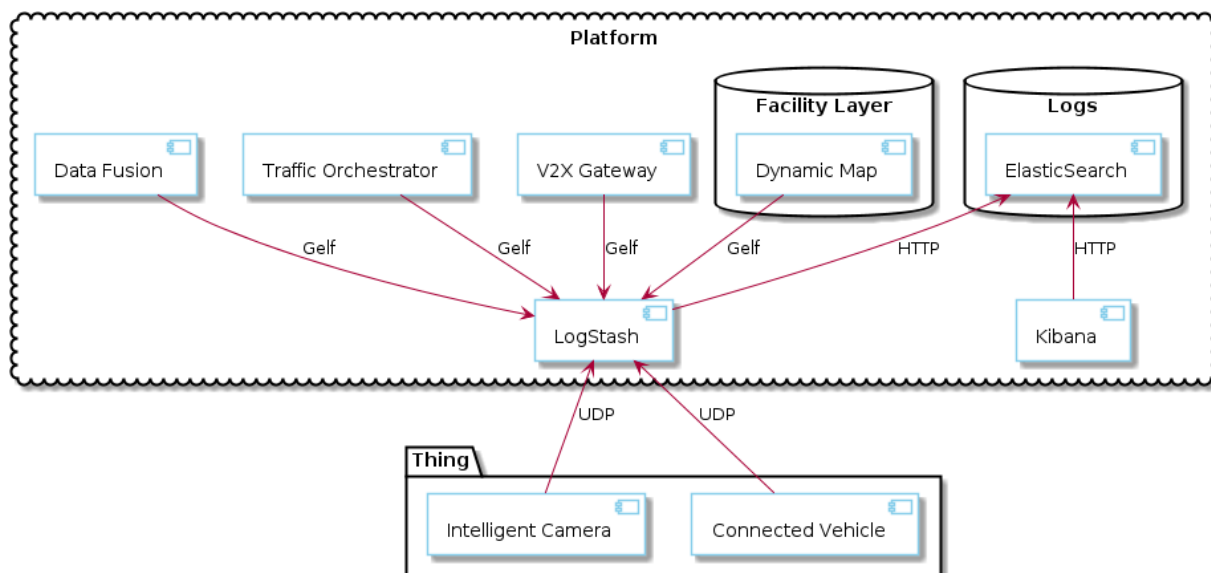 Platform
Facility Layer
Logs
Data Fusion
Traffic Orchestrator
V2X Gateway
Dynamic Map
ElasticSearch
Gelf
Gelf
Gelf
Gelf
HTTP
HTTP
LogStash
Kibana
UDP
UDP
Thing
Intelligent Camera
Connected Vehicle